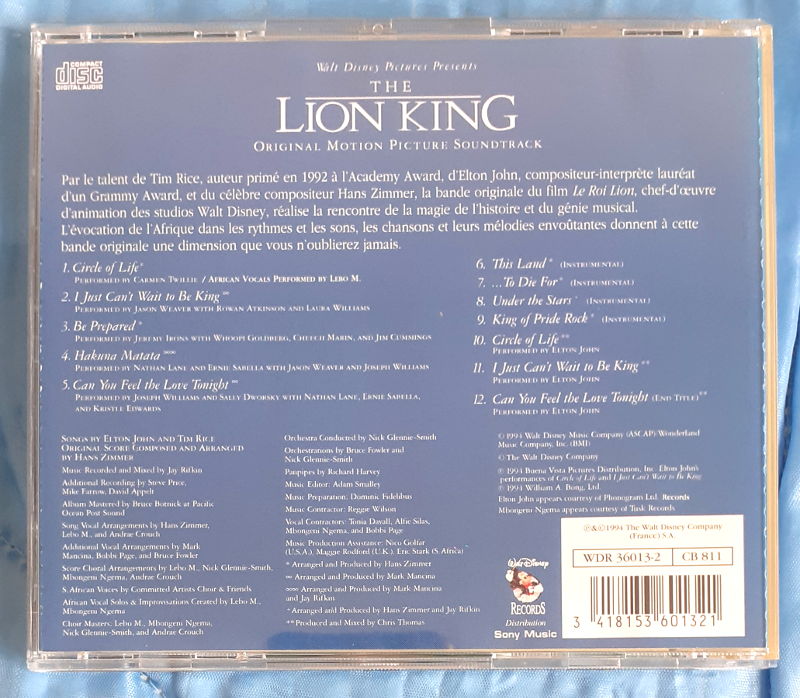 COMPACT
disc
DIGITAL AUDIO
Walt Disney Pictures Presents
THE
LION KING
ORIGINAL MOTION PICTURE SOUNDTRACK
Par le talent de Tim Rice, auteur primé en 1992 à l'Academy Award, d'Elton John, compositeur-interprète lauréat
d'un Grammy Award, et du célèbre compositeur Hans Zimmer, la bande originale du film Le Roi Lion, chef-d'œuvre
d'animation des studios Walt Disney, réalise la rencontre de la magie de l'histoire et du génie musical.
L'évocation de l'Afrique dans les rythmes et les sons, les chansons et leurs mélodies envoûtantes donnent à cette
bande originale une dimension que vous n'oublierez jamais.
1. Circle of Life*
PERFORMED BY CARMEN TWILLIE / AFRICAN VOCALS PERFORMED BY LEBO M.
2. I Just Can't Wait to Be King∞
PERFORMED BY JASON WEAVER WITH ROWAN ATKINSON AND LAURA WILLIAMS
3. Be Prepared*
PERFORMED BY JEREMY IRONS WITH WHOOPI GOLDBERG, CHEECH MARIN, AND JIM CUMMINGS
4. Hakuna Matata∞∞
PERFORMED BY NATHAN LANE AND ERNIE SABELLA WITH JASON WEAVER AND JOSEPH WILLIAMS
5. Can You Feel the Love Tonight∞
PERFORMED BY JOSEPH WILLIAMS AND SALLY DWORSKY WITH NATHAN LANE, ERNIE SABELLA,
AND KRISTLE EDWARDS
6. This Land* (INSTRUMENTAL)
7. ...To Die For* (INSTRUMENTAL)
8. Under the Stars* (INSTRUMENTAL)
9. King of Pride Rock* (INSTRUMENTAL)
10. Circle of Life**
PERFORMED BY ELTON JOHN
11. I Just Can't Wait to Be King**
PERFORMED BY ELTON JOHN
12. Can You Feel the Love Tonight (END TITLE)**
PERFORMED BY ELTON JOHN
SONGS BY ELTON JOHN AND TIM RICE
ORIGINAL SCORE COMPOSED AND ARRANGED
BY HANS ZIMMER
Music Recorded and Mixed by Jay Rifkin
Additional Recording by Steve Price,
Mike Farrow, David Appelt
Album Mastered by Bruce Botnick at Pacific
Ocean Post Sound
Song Vocal Arrangements by Hans Zimmer,
Lebo M., and Andrae Crouch
Additional Vocal Arrangements by Mark
Mancina, Bobbi Page, and Bruce Fowler
Score Choral Arrangements by Lebo M., Nick Glennie-Smith,
Mbongeni Ngema, Andrae Crouch
S.African Voices by Committed Artists Choir & Friends
African Vocal Solos & Improvisations Created by Lebo M.,
Mbongeni Ngema
Choir Masters: Lebo M., Mbongeni Ngema,
Nick Glennie-Smith, and Andrae Crouch
Orchestra Conducted by Nick Glennie-Smith
Orchestrations by Bruce Fowler and
Nick Glennie-Smith
Panpipes by Richard Harvey
Music Editor: Adam Smalley
Music Preparation: Dominic Fidelibus
Music Contractor: Reggie Wilson
Vocal Contractors: Tonia Davall, Alfie Silas,
Mbongeni Ngema, and Bobbi Page
Music Production Assistance: Nico Golfar
(U.S.A.), Maggie Rodford (U.K.), Eric Stark (S.Africa)
* Arranged and Produced by Hans Zimmer
∞ Arranged and Produced by Mark Mancina
∞∞ Arranged and Produced by Mark Mancina
and Jay Rifkin
+ Arranged and Produced by Hans Zimmer and Jay Rifkin
** Produced and Mixed by Chris Thomas
© 1994 Walt Disney Music Company (ASCAP)/Wonderland
Music Company, Inc. (BMI)
© The Walt Disney Company
℗ 1994 Buena Vista Pictures Distribution, Inc. Elton John's
performances of Circle of Life and I Just Can't Wait to Be King
℗ 1994 William A. Bong, Ltd.
Elton John appears courtesy of Phonogram Ltd. Records
Mbongeni Ngema appears courtesy of Tusk Records
Walt Disney
RECORDS
Distribution
Sony Music
℗&©1994 The Walt Disney Company
(France) S.A.
WDR 36013-2 CB 811
3 418153 601321